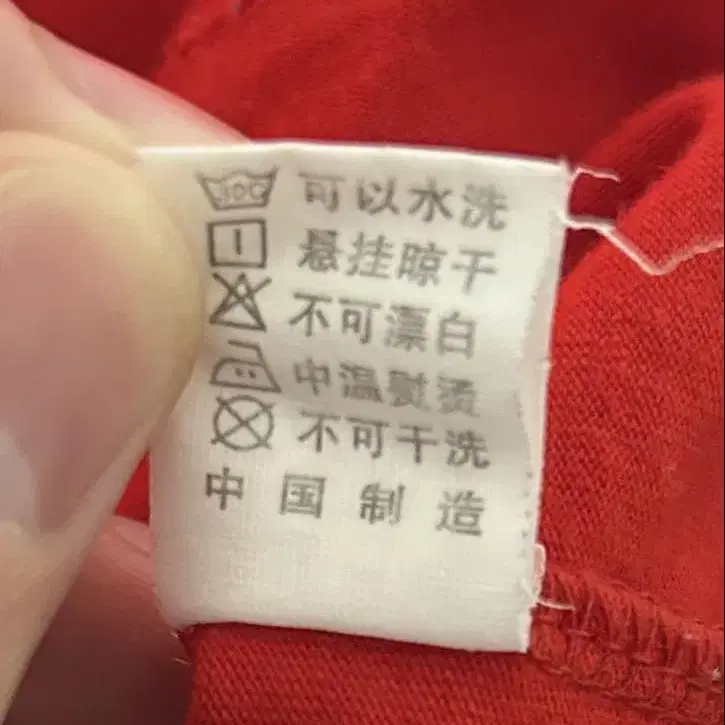 30C 可以水洗
悬挂晾干
不可漂白
中温熨烫
不可干洗
中国制造